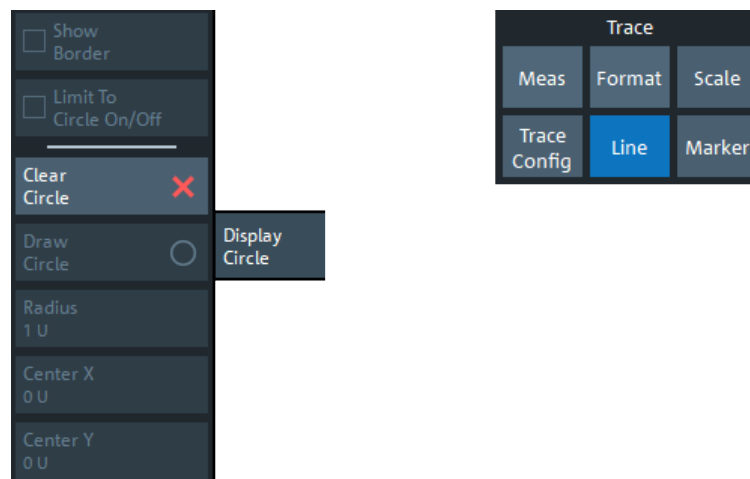 Show
Border
Limit To
Circle On/Off
Clear
Circle
Draw
Circle
Radius
1 U
Center X
0 U
Center Y
0 U
Display
Circle
Trace
Meas Format Scale
Trace
Config
Line
Marker